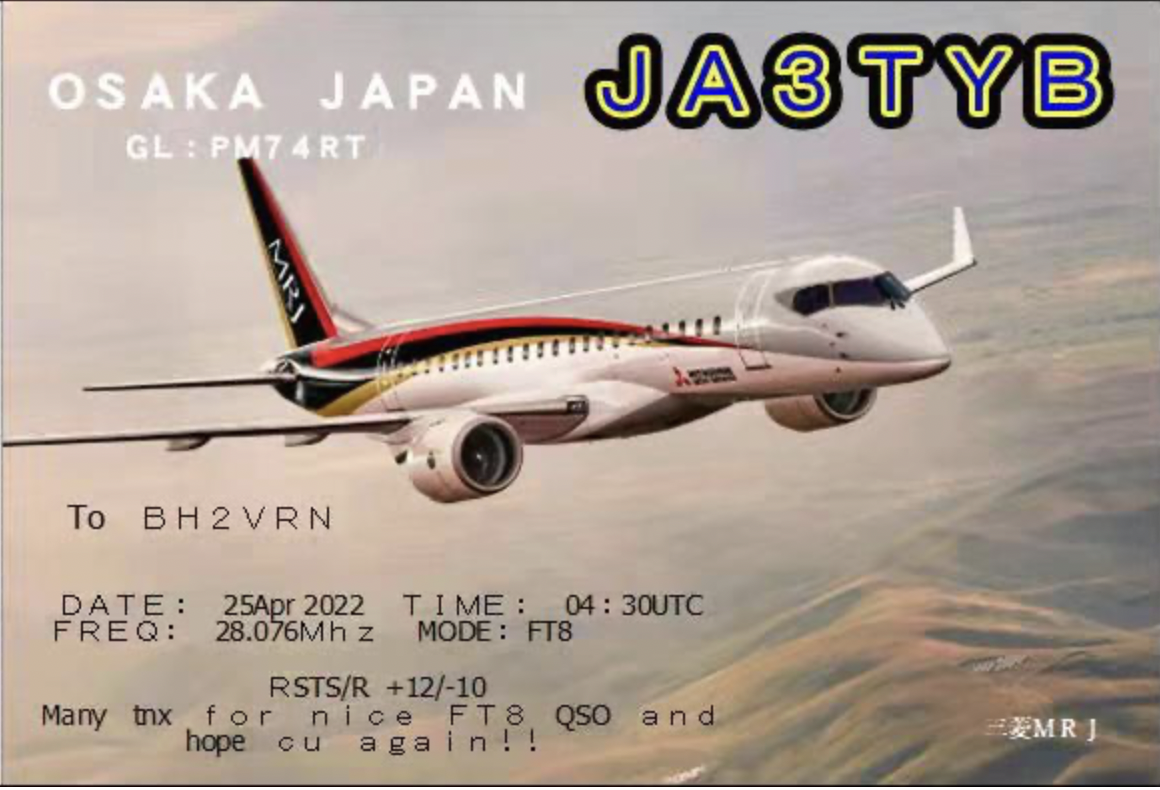 JA3TYB
OSAKA JAPAN
GL:PM74RT
MRJ
To BH2VRN
DATE: 25Apr 2022 TIME: 04:30UTC
FREQ: 28.076Mhz MODE: FT8
RSTS/R +12/-10
Many tnx for nice FT8 QSO and
hope cu again!!
三菱MRJ